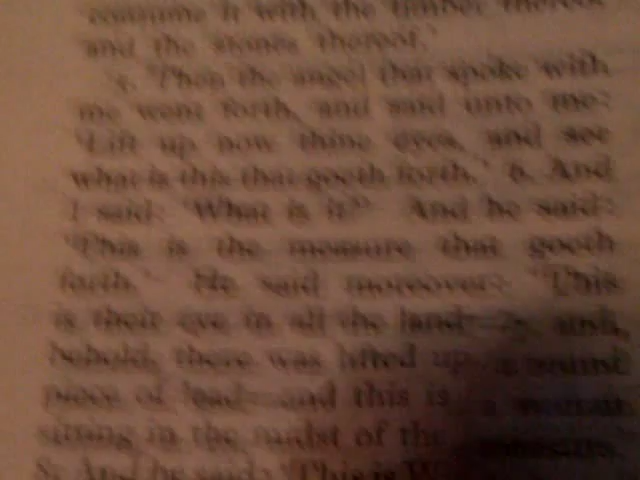 consume it with the timber thereof
and the stones thereof.'
5. Then the angel that spoke with
me went forth, and said unto me:
'Lift up now thine eyes, and see
what is this that goeth forth.' 6. And
I said: 'What is it?' And he said:
'This is the measure that goeth
forth.' He said moreover: 'This
is their eye in all the land—7. and,
behold, there was lifted up a round
piece of lead—and this is a woman
sitting in the midst of the measure.'
8. And he said: 'This is